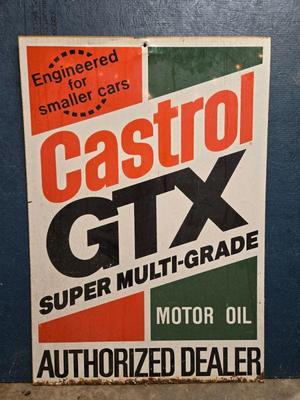 Engineered
for
smaller cars
Castrol
GTX
SUPER MULTI-GRADE
MOTOR OIL
AUTHORIZED DEALER